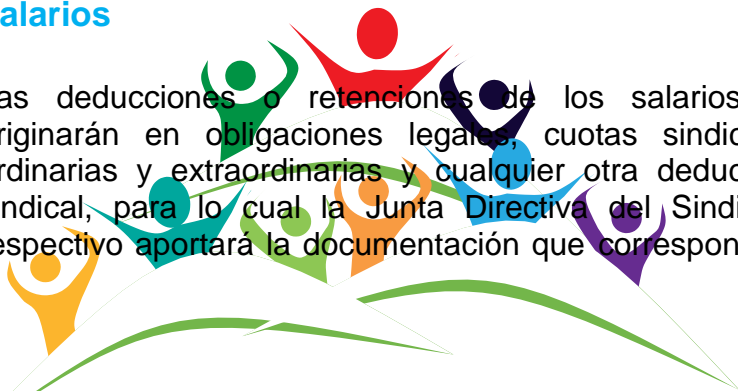 alarios
as deducciones o retenciones de los salarios
riginarán en obligaciones legales, cuotas sindic
rdinarias y extraordinarias y cualquier otra deduc
indical, para lo cual la Junta Directiva del Sindi
espectivo aportará la documentación que correspon